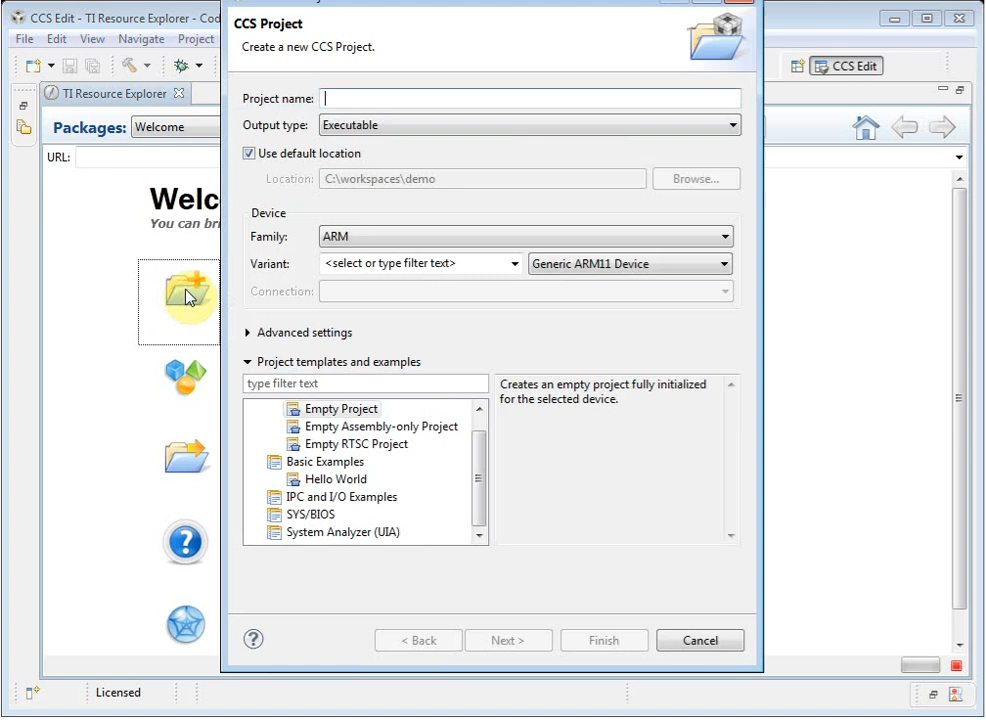 CCS Edit - TI Resource Explorer - Cod
File Edit View Navigate Project
CCS Edit
TI Resource Explorer
Packages: Welcome
URL:
Welc
You can bri
CCS Project
Create a new CCS Project.
Project name:
Output type: Executable
Use default location
Location: C:\workspaces\demo Browse...
Device
Family: ARM
Variant: <select or type filter text> Generic ARM11 Device
Connection:
Advanced settings
Project templates and examples
type filter text
Empty Project
Empty Assembly-only Project
Empty RTSC Project
Basic Examples
Hello World
IPC and I/O Examples
SYS/BIOS
System Analyzer (UIA)
Creates an empty project fully initialized
for the selected device.
? < Back Next > Finish Cancel
Licensed